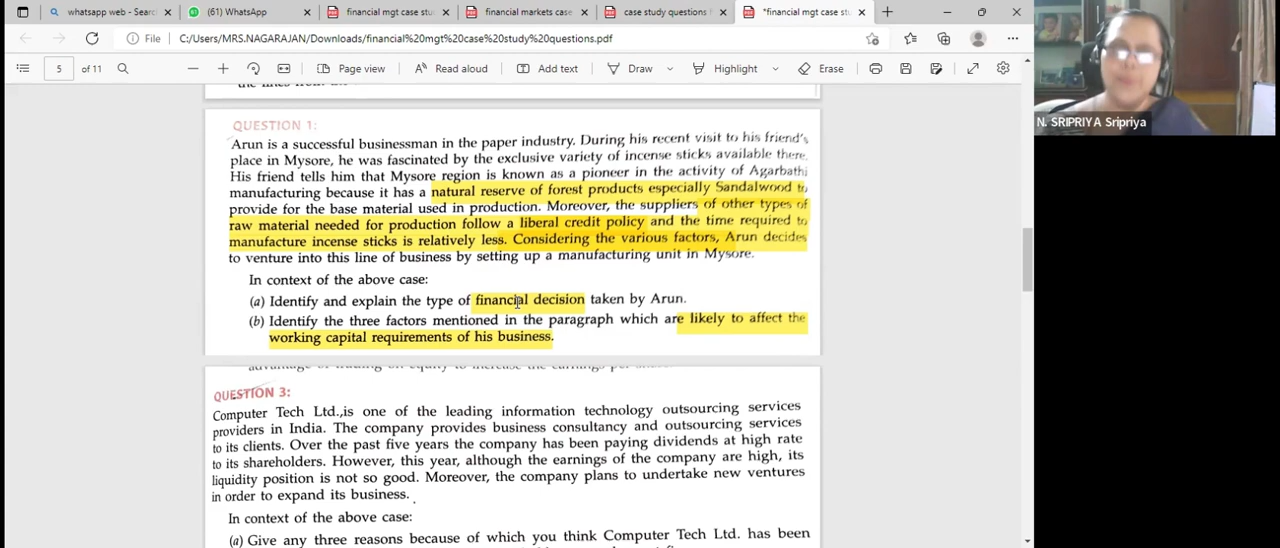 whatsapp web - Searc
(61) WhatsApp
financial mgt case stu
financial markets case
case study questions f
*financial mgt case stu
File
C:/Users/MRS.NAGARAJAN/Downloads/financial%20mgt%20case%20study%20questions.pdf
5 of 11
Page view
Read aloud
Add text
Draw
Highlight
Erase
N. SRIPRIYA Sripriya
QUESTION 1:
Arun is a successful businessman in the paper industry. During his recent visit to his friend's
place in Mysore, he was fascinated by the exclusive variety of incense sticks available there.
His friend tells him that Mysore region is known as a pioneer in the activity of Agarbathi
manufacturing because it has a natural reserve of forest products especially Sandalwood to
provide for the base material used in production. Moreover, the suppliers of other types of
raw material needed for production follow a liberal credit policy and the time required to
manufacture incense sticks is relatively less. Considering the various factors, Arun decides
to venture into this line of business by setting up a manufacturing unit in Mysore.
In context of the above case:
(a) Identify and explain the type of financial decision taken by Arun.
(b) Identify the three factors mentioned in the paragraph which are likely to affect the
working capital requirements of his business.
QUESTION 3:
Computer Tech Ltd.,is one of the leading information technology outsourcing services
providers in India. The company provides business consultancy and outsourcing services
to its clients. Over the past five years the company has been paying dividends at high rate
to its shareholders. However, this year, although the earnings of the company are high, its
liquidity position is not so good. Moreover, the company plans to undertake new ventures
in order to expand its business.
In context of the above case:
(a) Give any three reasons because of which you think Computer Tech Ltd. has been